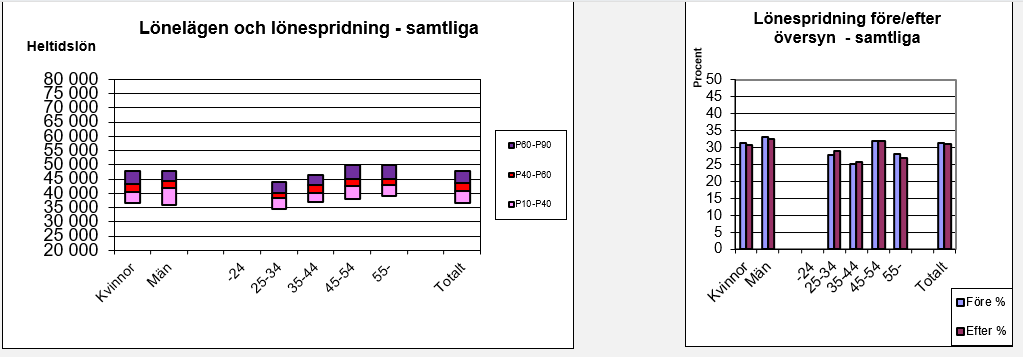 Lönelägen och lönespridning - samtliga
Heltidslön
80 000
75 000
70 000
65 000
60 000
55 000
50 000
45 000
40 000
35 000
30 000
25 000
20 000
Kvinnor
Män
-24
25-34
35-44
45-54
55-
Totalt
P60-P90
P40-P60
P10-P40
Lönespridning före/efter
översyn - samtliga
Procent
50
45
40
35
30
25
20
15
10
5
0
Kvinnor
Män
-24
25-34
35-44
45-54
55-
Totalt
Före %
Efter %